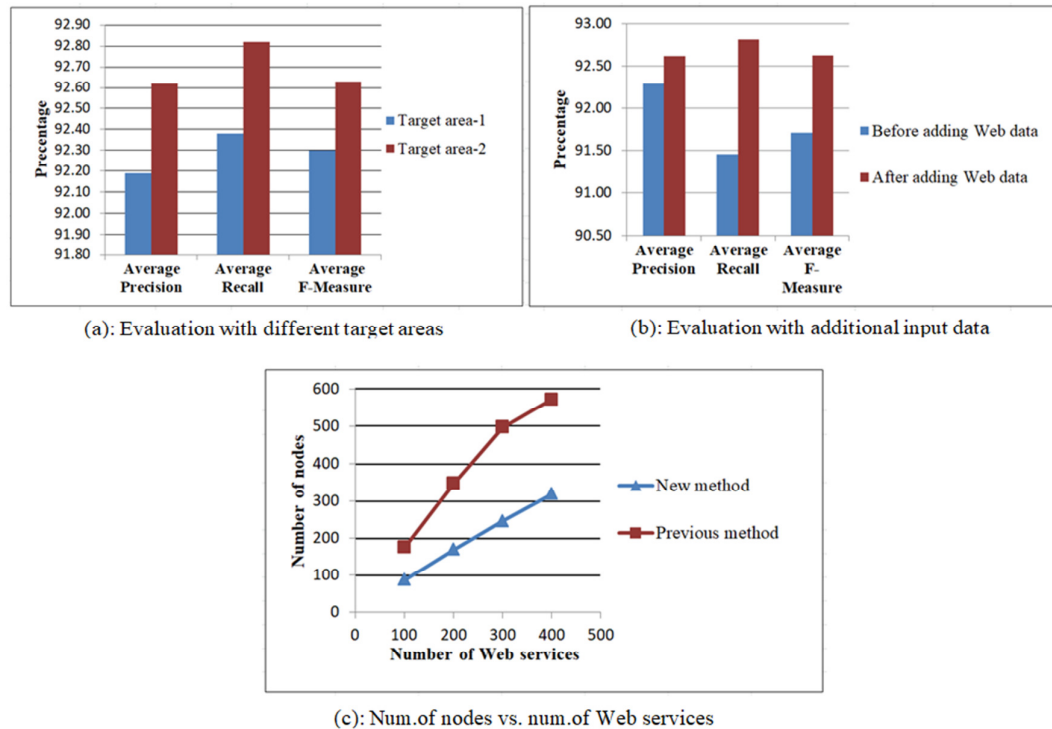 92.90
92.80
92.70
92.60
92.50
92.40
92.30
92.20
92.10
92.00
91.90
91.80
Precentage
Average Precision
Average Recall
Average F-Measure
Target area-1
Target area-2
(a): Evaluation with different target areas
93.00
92.50
92.00
91.50
91.00
90.50
Precentage
Average Precision
Average Recall
Average F-Measure
Before adding Web data
After adding Web data
(b): Evaluation with additional input data
600
500
400
300
200
100
0
Number of nodes
0 100 200 300 400 500
Number of Web services
New method
Previous method
(c): Num.of nodes vs. num.of Web services